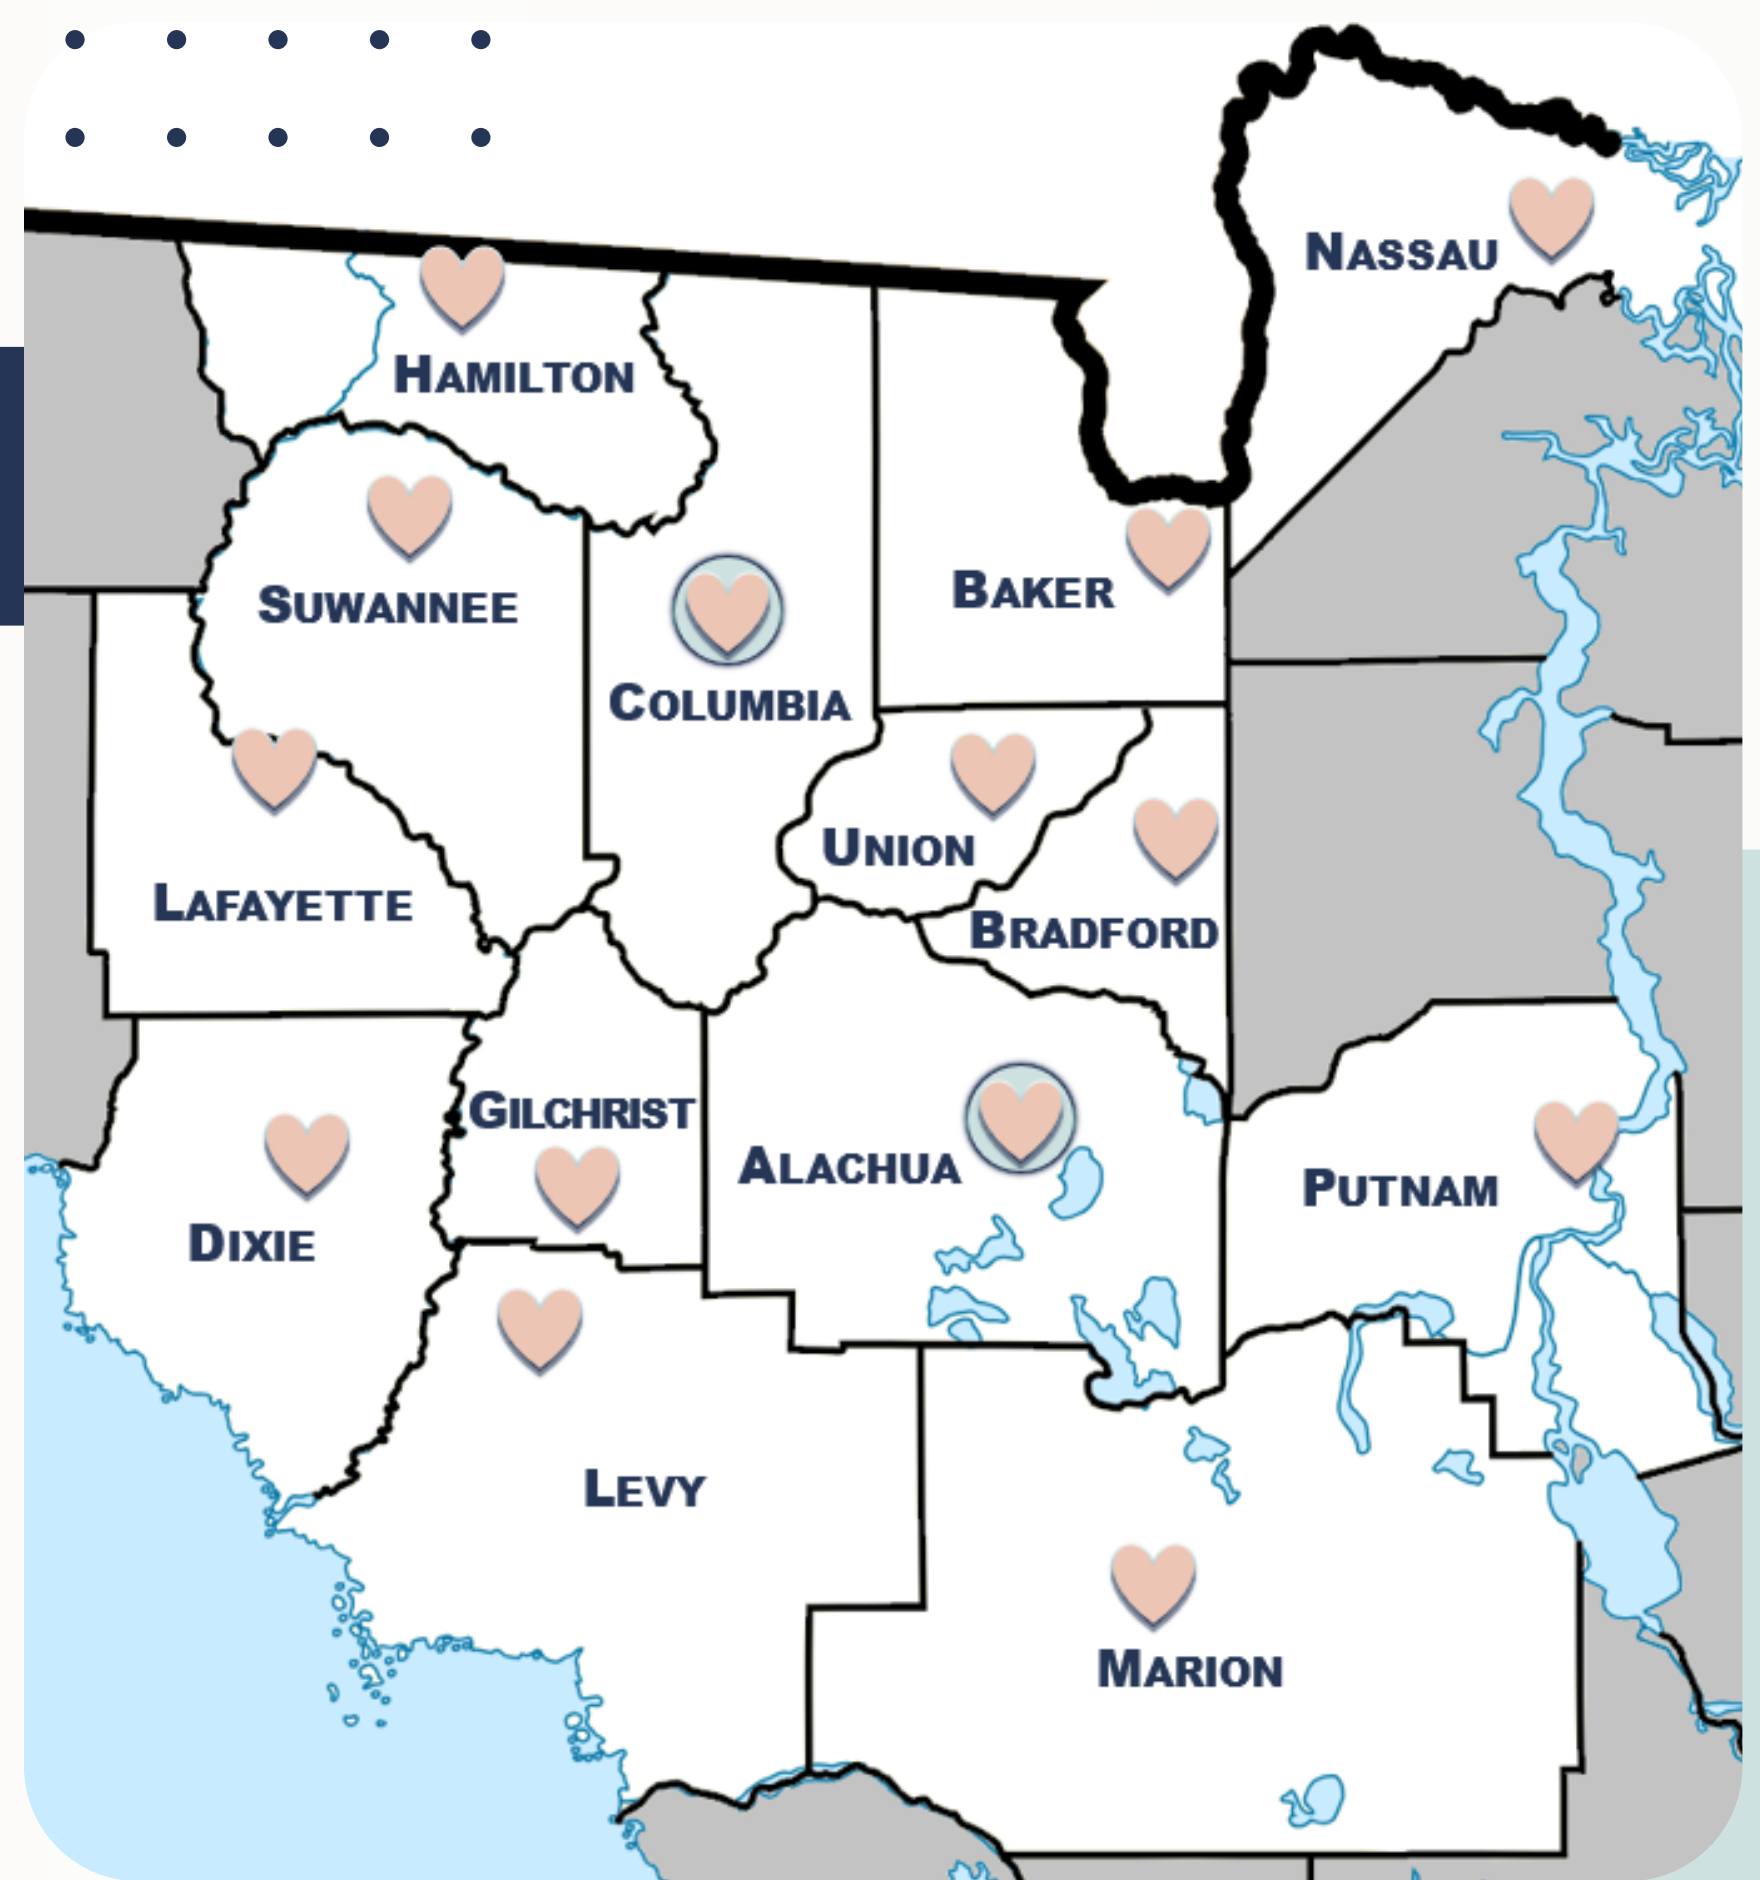 NASSAU
HAMILTON
BAKER
SUWANNEE
COLUMBIA
UNION
LAFAYETTE
BRADFORD
GILCHRIST
ALACHUA
PUTNAM
DIXIE
LEVY
MARION